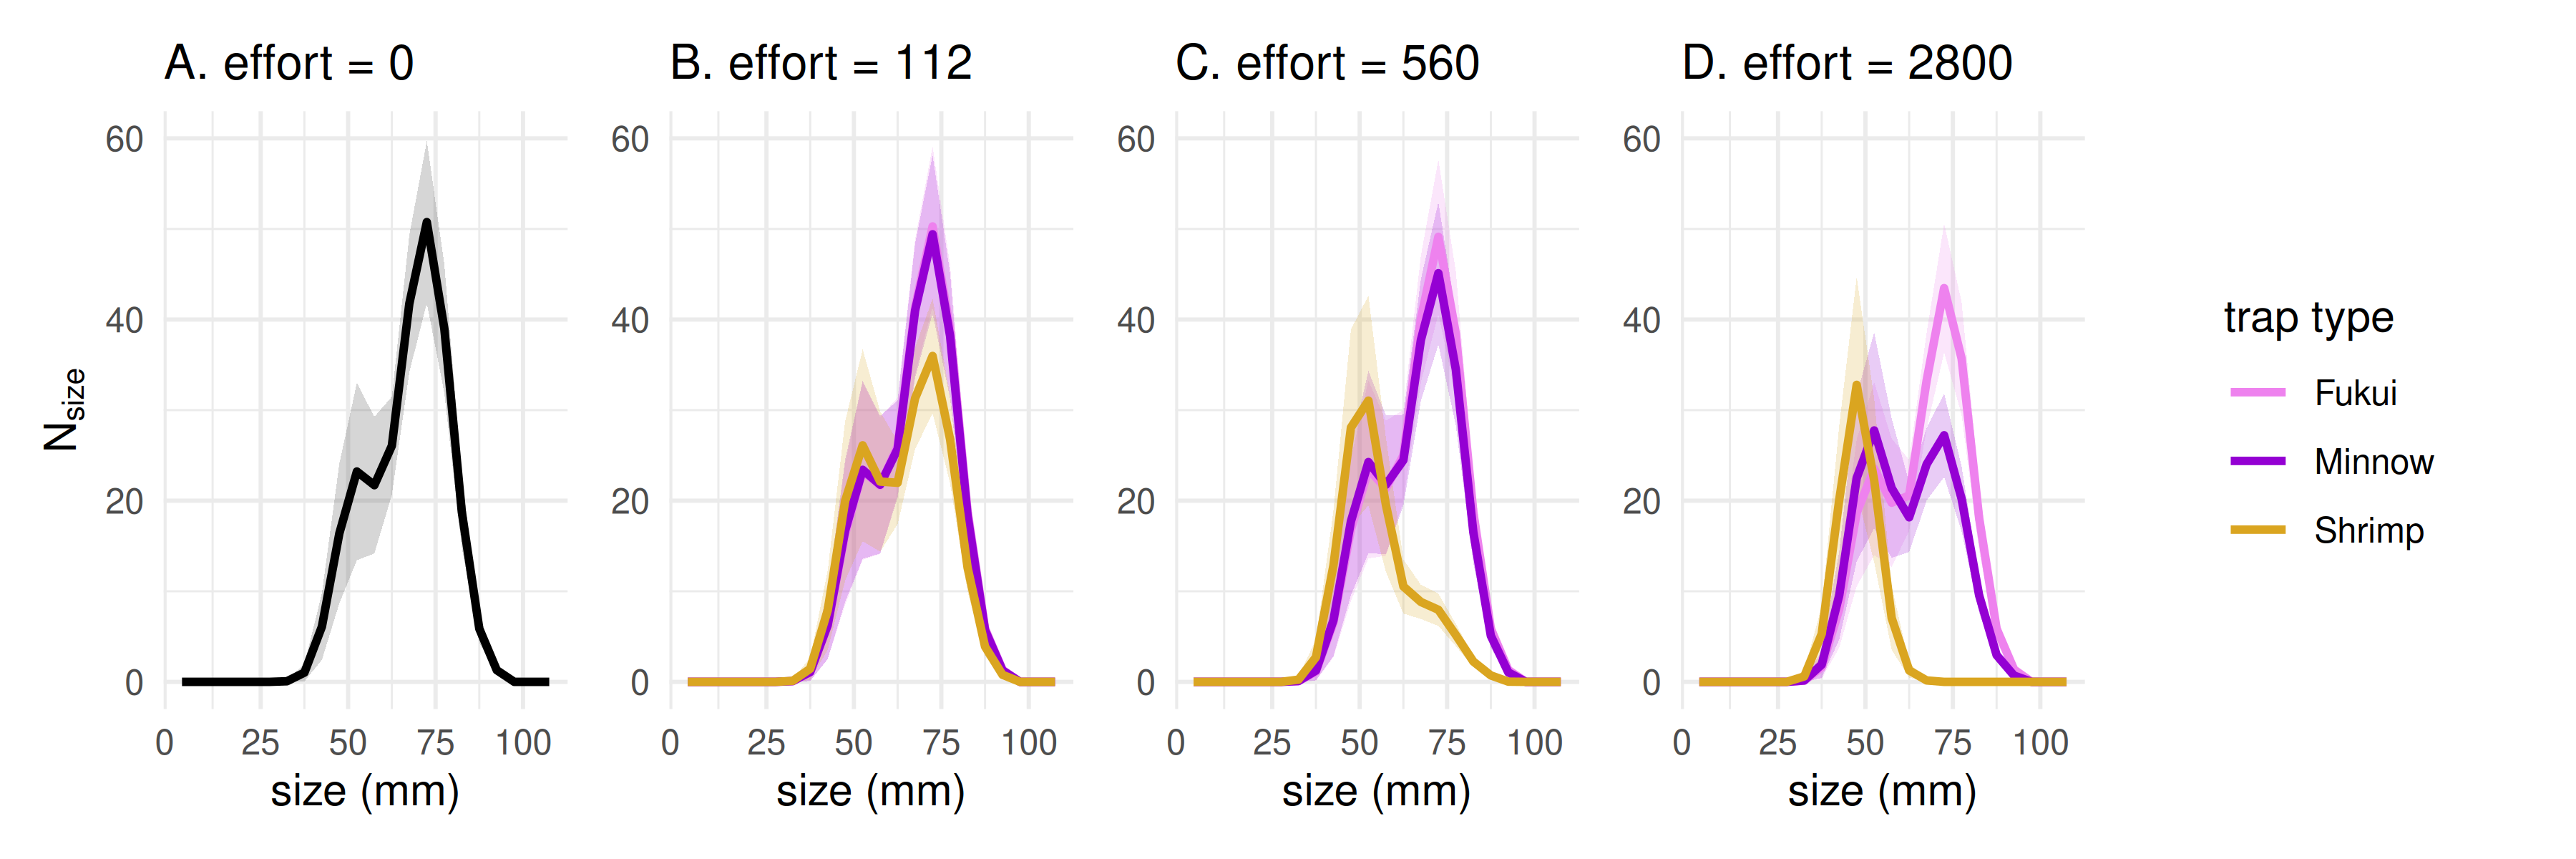 A. effort = 0
B. effort = 112
C. effort = 560
D. effort = 2800
N_size
60
40
20
0
0 25 50 75 100
size (mm)
60
40
20
0
0 25 50 75 100
size (mm)
60
40
20
0
0 25 50 75 100
size (mm)
60
40
20
0
0 25 50 75 100
size (mm)
trap type
Fukui
Minnow
Shrimp